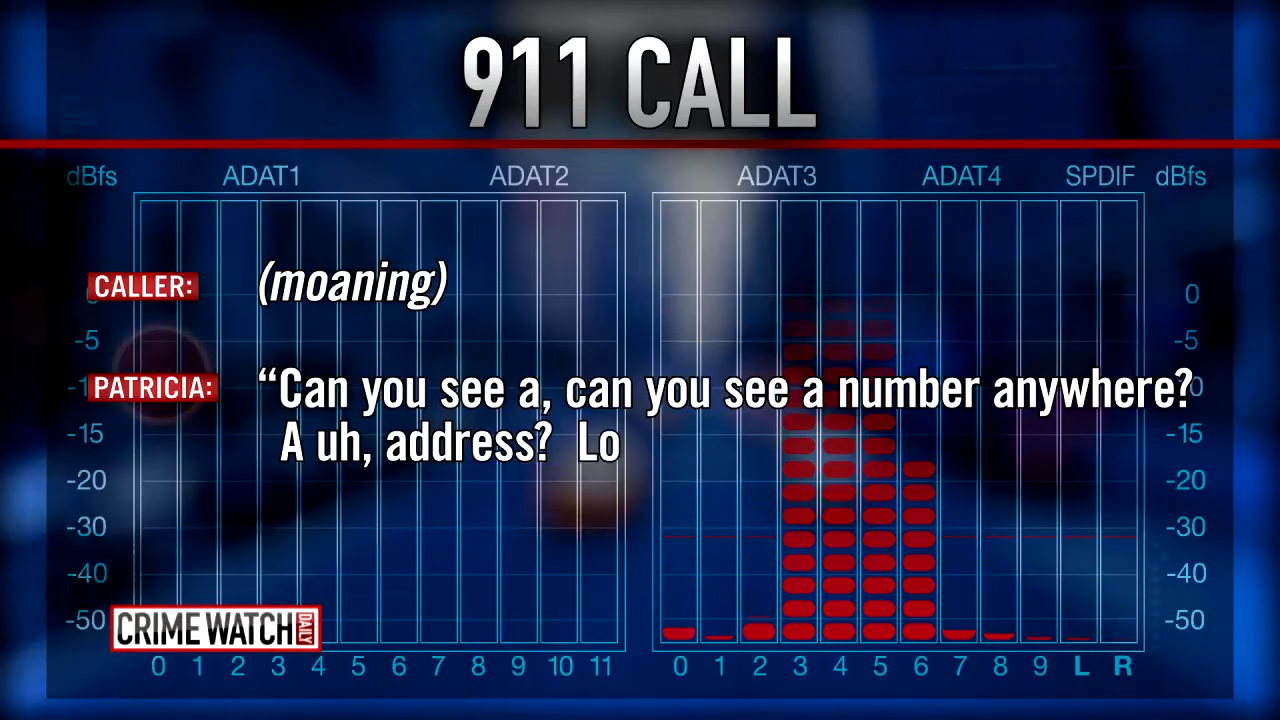 911 CALL
dBfs ADAT1 ADAT2 ADAT3 ADAT4 SPDIF dBfs
CALLER: (moaning)
0
-5 -5
PATRICIA: “Can you see a, can you see a number anywhere?
A uh, address? Lo
-15 -15
-20 -20
-30 -30
-40 -40
-50 -50
CRIME WATCH DAILY
0 1 2 3 4 5 6 7 8 9 10 11 0 1 2 3 4 5 6 7 8 9 L R